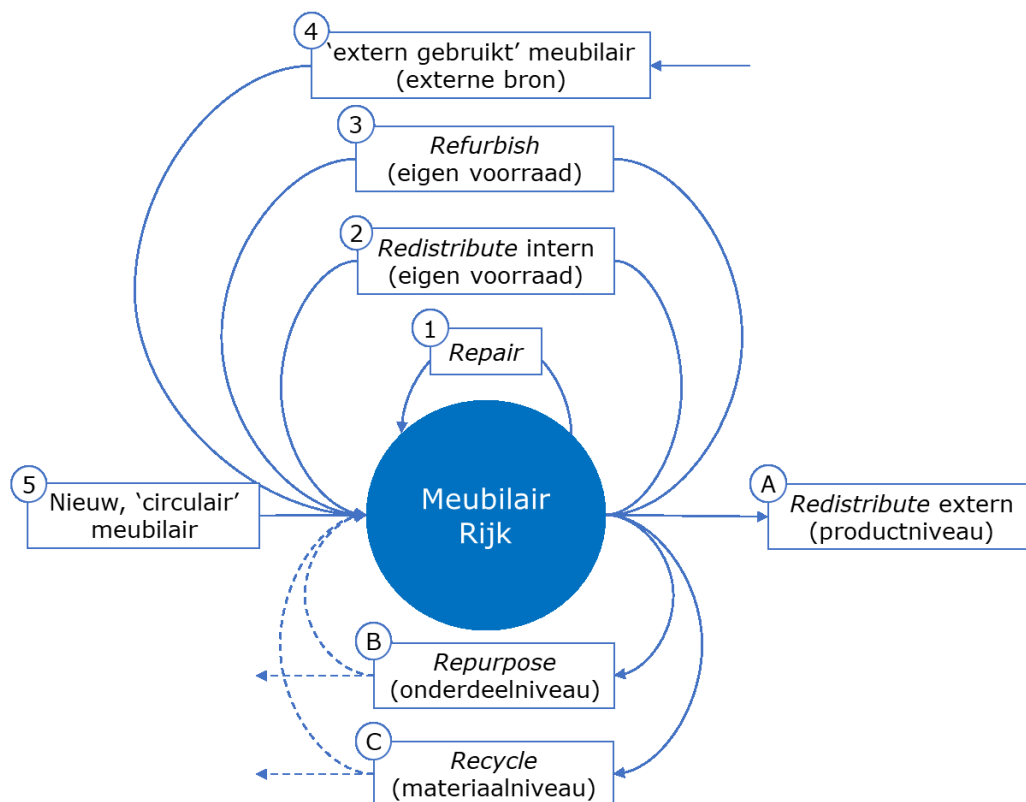 4
‘extern gebruikt’ meubilair
(externe bron)
3
Refurbish
(eigen voorraad)
2
Redistribute intern
(eigen voorraad)
1
Repair
Meubilair
Rijk
5
Nieuw, ‘circulair’
meubilair
A
Redistribute extern
(productniveau)
B
Repurpose
(onderdeelniveau)
C
Recycle
(materiaalniveau)